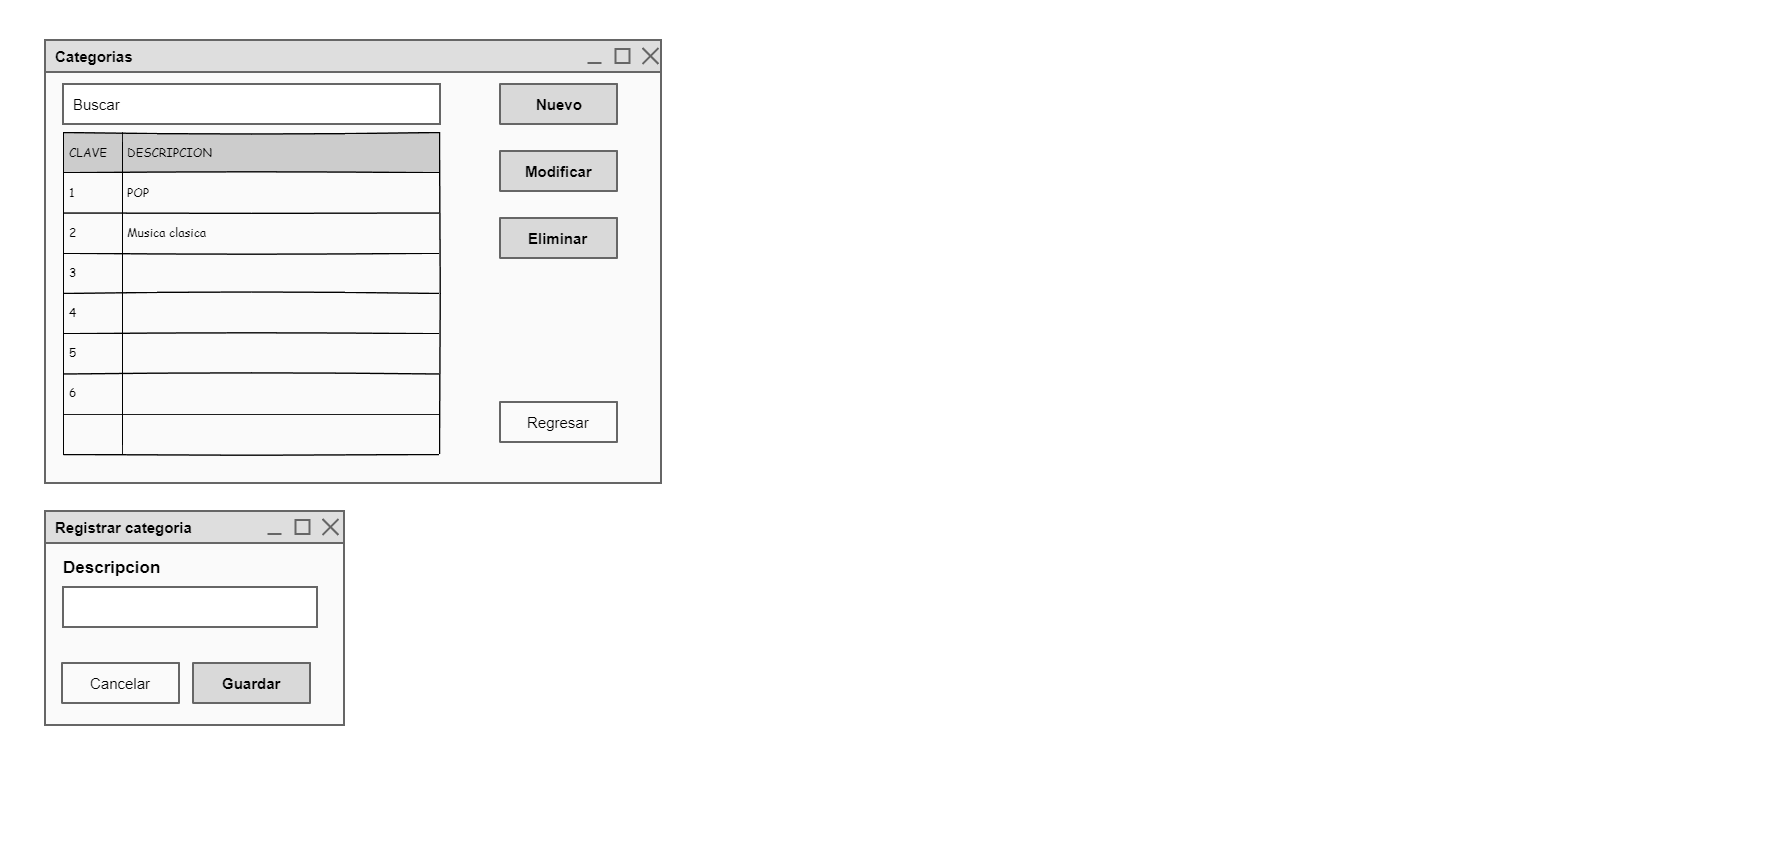 Categorias
Buscar
Nuevo
CLAVE DESCRIPCION
1 POP
Modificar
2 Musica clasica
Eliminar
3
4
5
6
Regresar
Registrar categoria
Descripcion
Cancelar Guardar